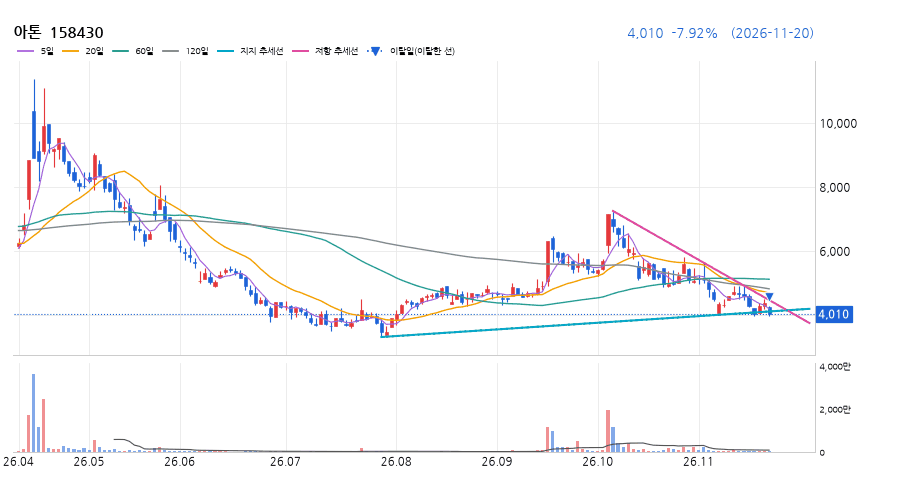 아톤 158430
4,010 -7.92% (2026-11-20)
5일 20일 60일 120일 지지 추세선 저항 추세선 이탈일(이탈한 선)
10,000
8,000
6,000
4,010
4,000만
2,000만
0
26.04 26.05 26.06 26.07 26.08 26.09 26.10 26.11